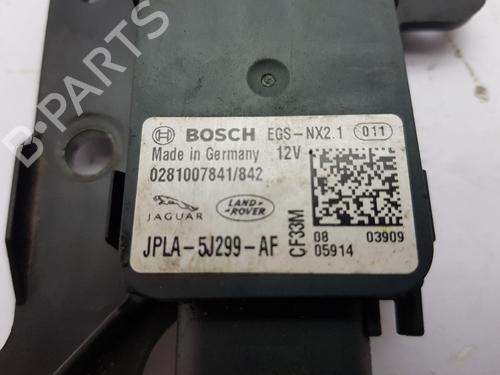 BOSCH EGS-NX2.1 011
Made in Germany 12V
0281007841/842
JAGUAR
LAND-
ROVER
JPLA-5J299-AF
CF33M
08 03909
05914
B-PARTS